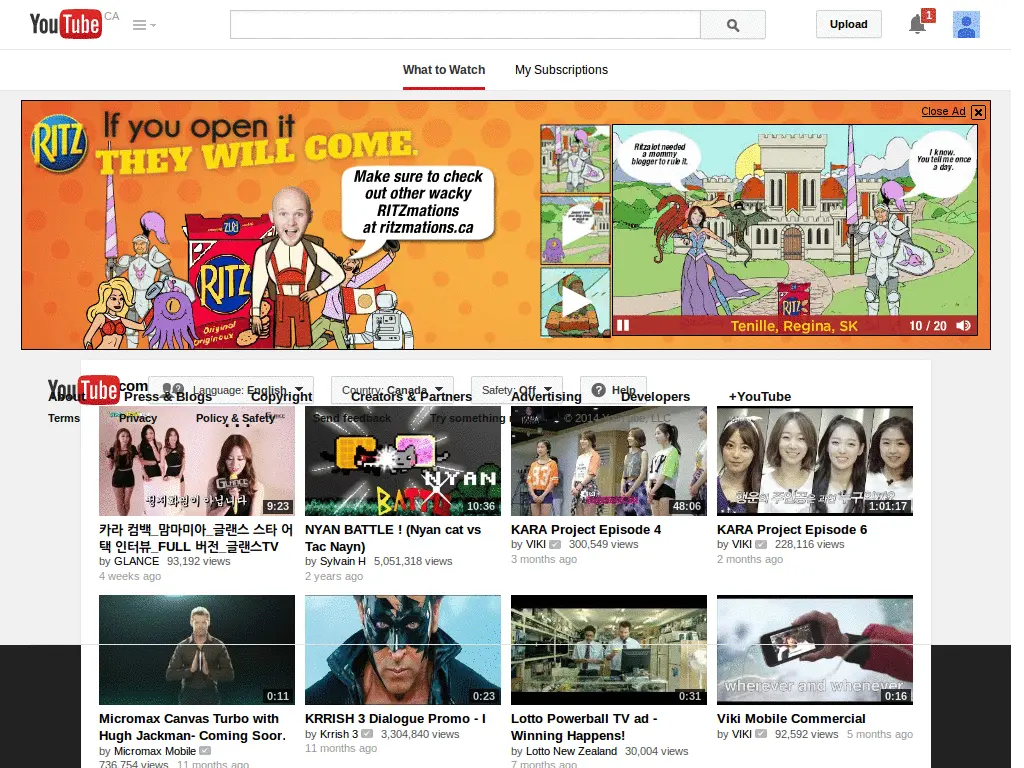 YouTube CA
1
Upload
What to Watch
My Subscriptions
Close Ad
RITZ
If you open it
THEY WILL COME.
Make sure to check
out other wacky
RITZmations
at ritzmations.ca
RITZ
Original
Originaux
Ritzalot needed
a mommy
blogger to rule it.
I know.
You tell me once
a day.
RITZ
Tenille, Regina, SK
10 / 20
YouTube
Language: English
Country: Canada
Safety: Off
Help
About
Press & Blogs
Copyright
Creators & Partners
Advertising
Developers
+YouTube
Terms
Privacy
Policy & Safety
Send feedback
Try something
© 2014 YouTube, LLC
GLANCE
9:23
NYAN
BATTLE
10:36
48:06
1:01:17
카라 컴백_맘마미아_글랜스 스타 어
택 인터뷰_FULL 버전_글랜스TV
by GLANCE 93,192 views
4 weeks ago
NYAN BATTLE ! (Nyan cat vs
Tac Nayn)
by Sylvain H 5,051,318 views
2 years ago
KARA Project Episode 4
by VIKI 300,549 views
3 months ago
KARA Project Episode 6
by VIKI 228,116 views
2 months ago
0:11
0:23
0:31
wherever and whenever
0:16
Micromax Canvas Turbo with
Hugh Jackman- Coming Soor.
by Micromax Mobile
736,754 views 11 months ago
KRRISH 3 Dialogue Promo - I
by Krrish 3 3,304,840 views
11 months ago
Lotto Powerball TV ad -
Winning Happens!
by Lotto New Zealand 30,004 views
7 months ago
Viki Mobile Commercial
by VIKI 92,592 views 5 months ago